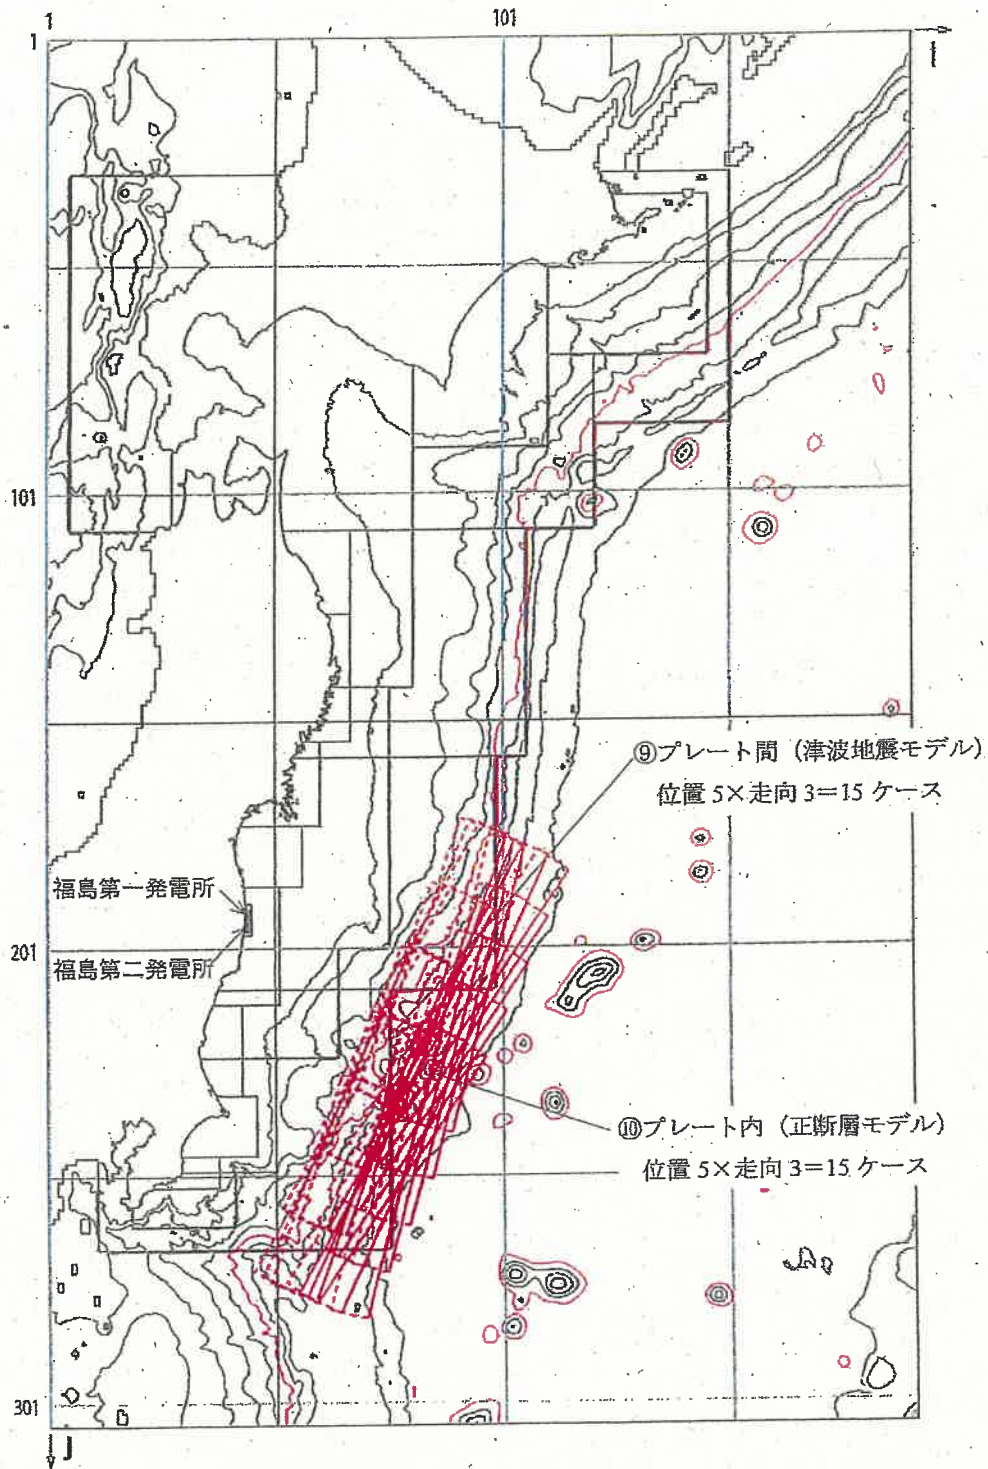 1
101
1
I
101
⑨プレート間（津波地震モデル）
位置 5×走向 3＝15 ケース
福島第一発電所
201
福島第二発電所
⑩プレート内（正断層モデル）
位置 5×走向 3＝15 ケース
301
J